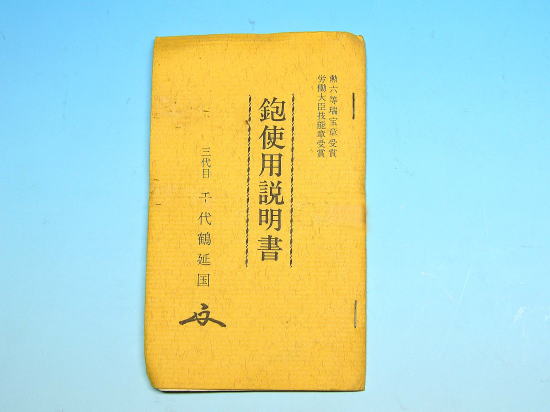 勲六等瑞宝章受賞
労働大臣技能章受賞
鉋使用説明書
三代目 千代鶴延国